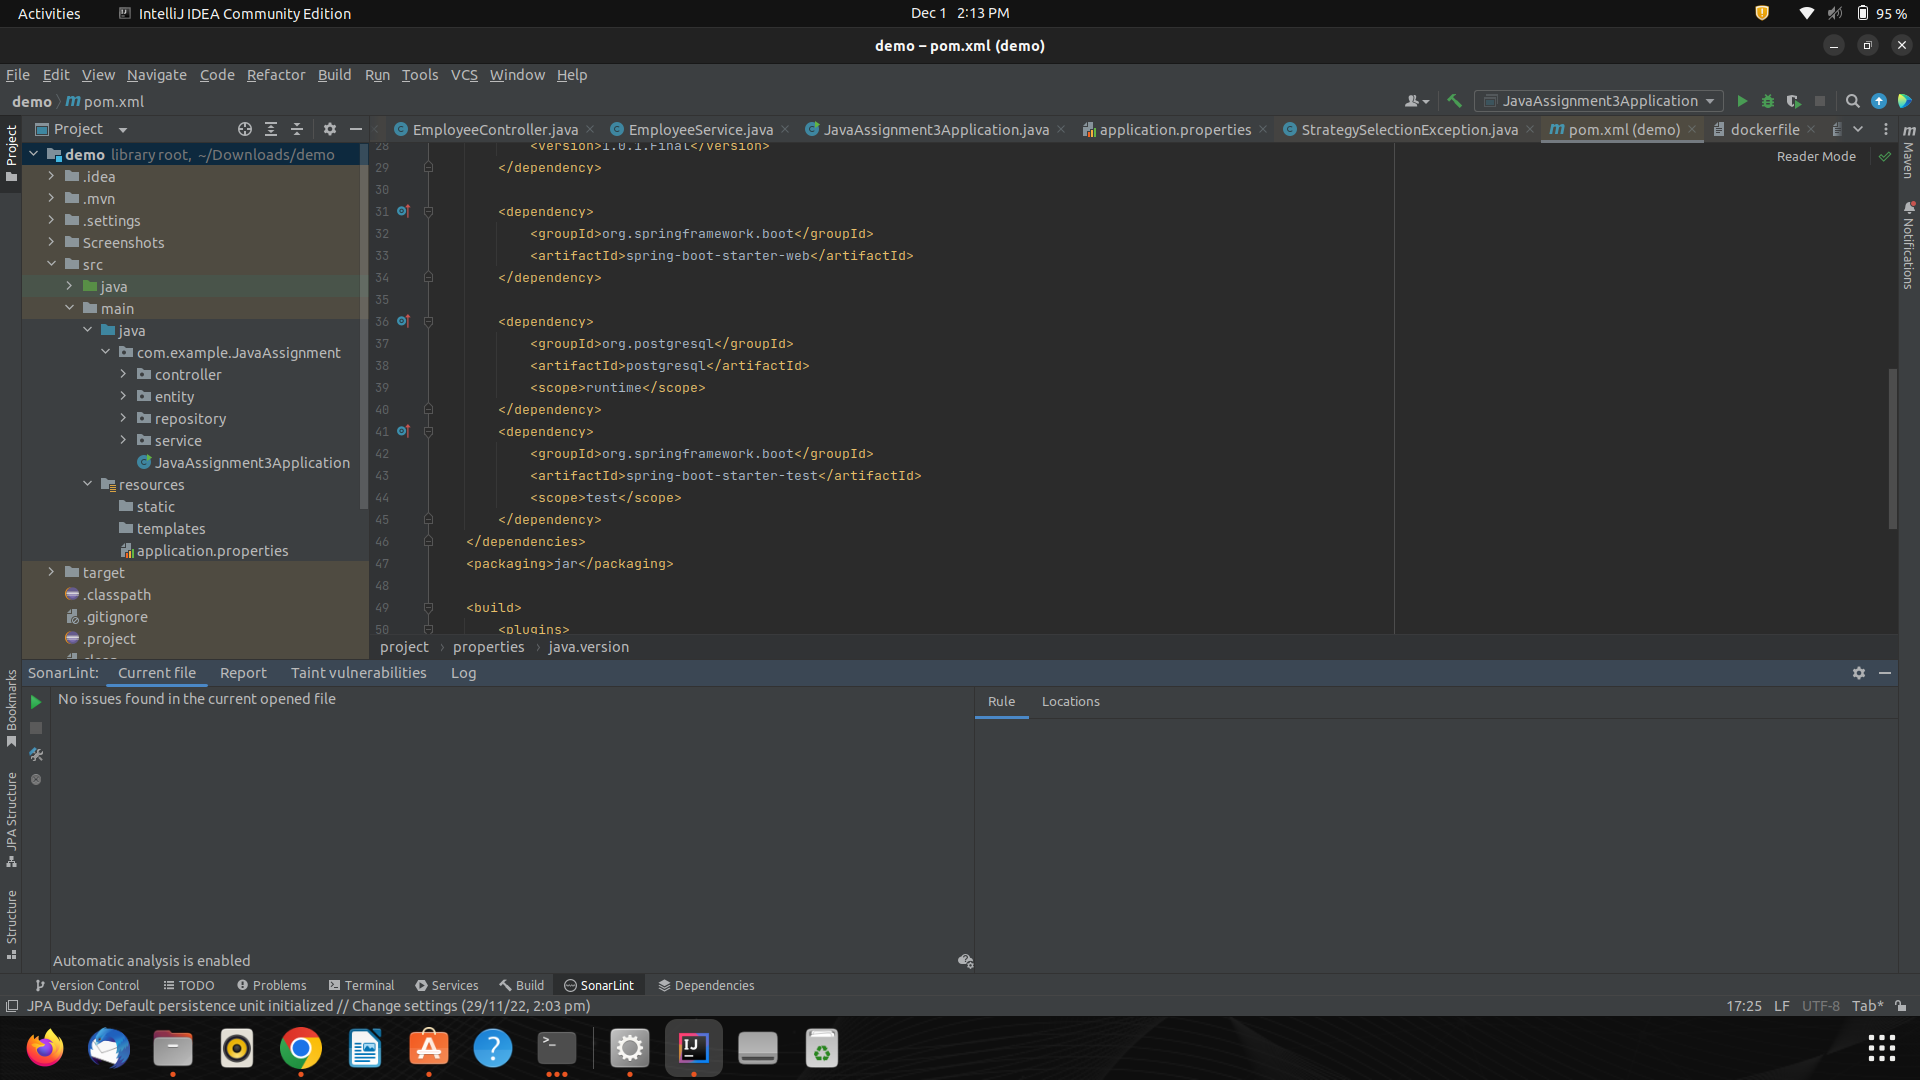 Activities
IntelliJ IDEA Community Edition
Dec 1 2:13 PM
95 %
demo – pom.xml (demo)
File Edit View Navigate Code Refactor Build Run Tools VCS Window Help
demo m pom.xml
JavaAssignment3Application
Project
EmployeeController.java
EmployeeService.java
JavaAssignment3Application.java
application.properties
StrategySelectionException.java
m pom.xml (demo)
dockerfile
Project
demo library root, ~/Downloads/demo
.idea
.mvn
.settings
Screenshots
src
java
main
java
com.example.JavaAssignment
controller
entity
repository
service
JavaAssignment3Application
resources
static
templates
application.properties
target
.classpath
.gitignore
.project
Reader Mode
28 <version>1.0.1.Final</version>
29 </dependency>
30
31 <dependency>
32 <groupId>org.springframework.boot</groupId>
33 <artifactId>spring-boot-starter-web</artifactId>
34 </dependency>
35
36 <dependency>
37 <groupId>org.postgresql</groupId>
38 <artifactId>postgresql</artifactId>
39 <scope>runtime</scope>
40 </dependency>
41 <dependency>
42 <groupId>org.springframework.boot</groupId>
43 <artifactId>spring-boot-starter-test</artifactId>
44 <scope>test</scope>
45 </dependency>
46 </dependencies>
47 <packaging>jar</packaging>
48
49 <build>
50 <plugins>
project › properties › java.version
m Maven
Notifications
SonarLint: Current file Report Taint vulnerabilities Log
No issues found in the current opened file
Rule Locations
Bookmarks
JPA Structure
Structure
Automatic analysis is enabled
Version Control TODO Problems Terminal Services Build SonarLint Dependencies
JPA Buddy: Default persistence unit initialized // Change settings (29/11/22, 2:03 pm)
17:25 LF UTF-8 Tab*
IJ